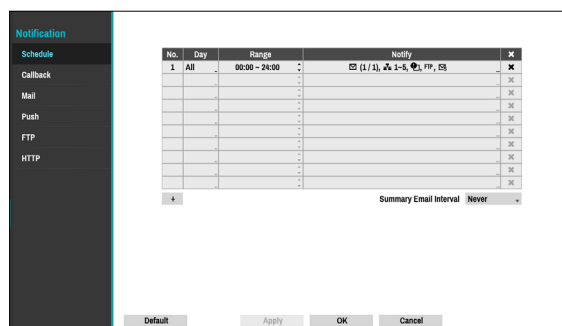 Notification
Schedule
Callback
Mail
Push
FTP
HTTP
No. Day Range Notify
1 All 00:00 ~ 24:00 (1 / 1), 1~5, FTP,
+ Summary Email Interval Never
Default Apply OK Cancel